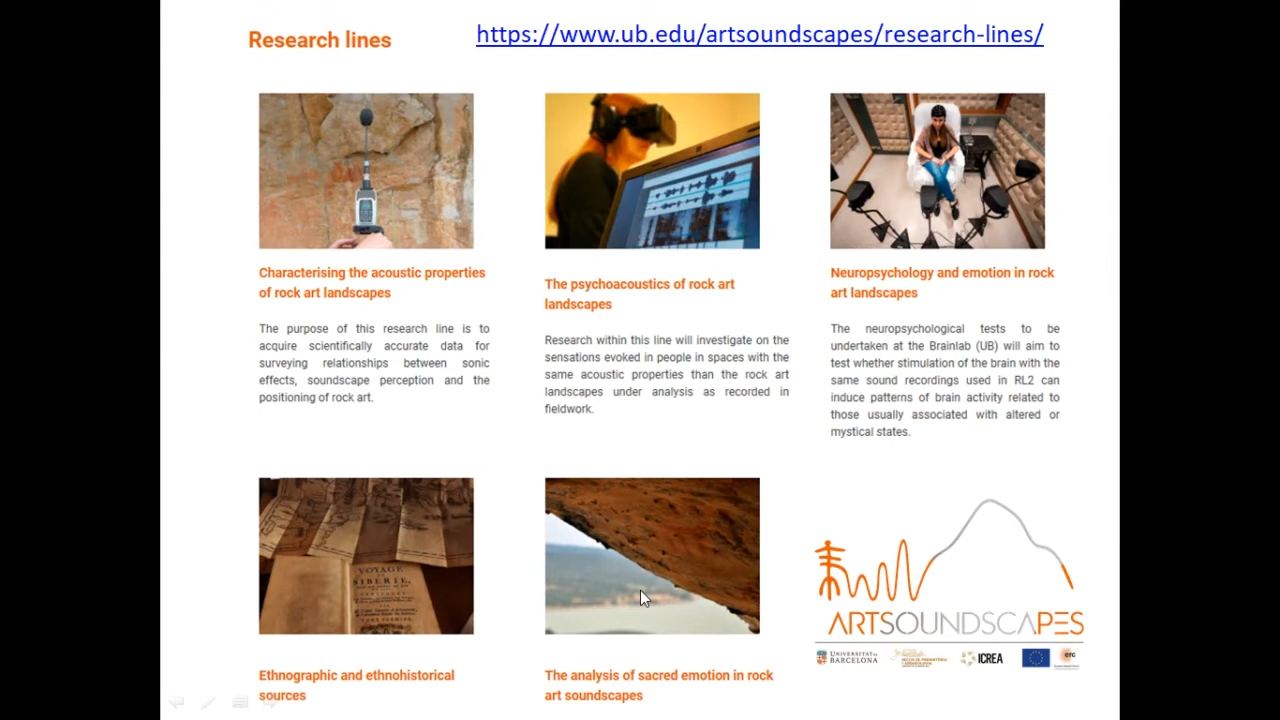 Research lines
https://www.ub.edu/artsoundscapes/research-lines/
Characterising the acoustic properties
of rock art landscapes
The purpose of this research line is to
acquire scientifically accurate data for
surveying relationships between sonic
effects, soundscape perception and the
positioning of rock art.
The psychoacoustics of rock art
landscapes
Research within this line will investigate on the
sensations evoked in people in spaces with the
same acoustic properties than the rock art
landscapes under analysis as recorded in
fieldwork.
Neuropsychology and emotion in rock
art landscapes
The neuropsychological tests to be
undertaken at the Brainlab (UB) will aim to
test whether stimulation of the brain with the
same sound recordings used in RL2 can
induce patterns of brain activity related to
those usually associated with altered or
mystical states.
VOYAGE
SIBERIE,
Ethnographic and ethnohistorical
sources
The analysis of sacred emotion in rock
art soundscapes
ARTSOUNDSCAPES
UNIVERSITAT DE
BARCELONA
ICREA
erc